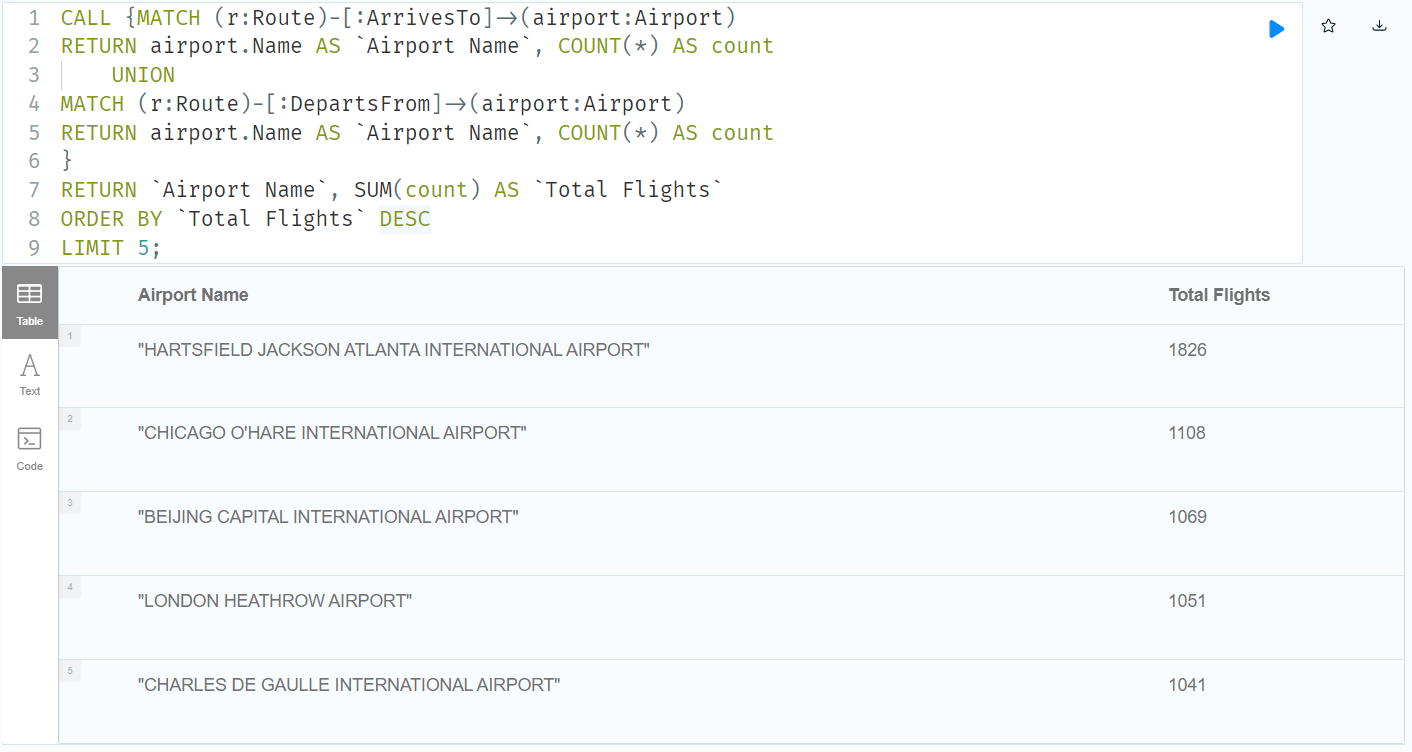 1 CALL {MATCH (r:Route)-[:ArrivesTo]→(airport:Airport)
2 RETURN airport.Name AS `Airport Name`, COUNT(*) AS count
3     UNION
4 MATCH (r:Route)-[:DepartsFrom]→(airport:Airport)
5 RETURN airport.Name AS `Airport Name`, COUNT(*) AS count
6 }
7 RETURN `Airport Name`, SUM(count) AS `Total Flights`
8 ORDER BY `Total Flights` DESC
9 LIMIT 5;
Table
Text
Code
Airport Name Total Flights
1 "HARTSFIELD JACKSON ATLANTA INTERNATIONAL AIRPORT" 1826
2 "CHICAGO O'HARE INTERNATIONAL AIRPORT" 1108
3 "BEIJING CAPITAL INTERNATIONAL AIRPORT" 1069
4 "LONDON HEATHROW AIRPORT" 1051
5 "CHARLES DE GAULLE INTERNATIONAL AIRPORT" 1041